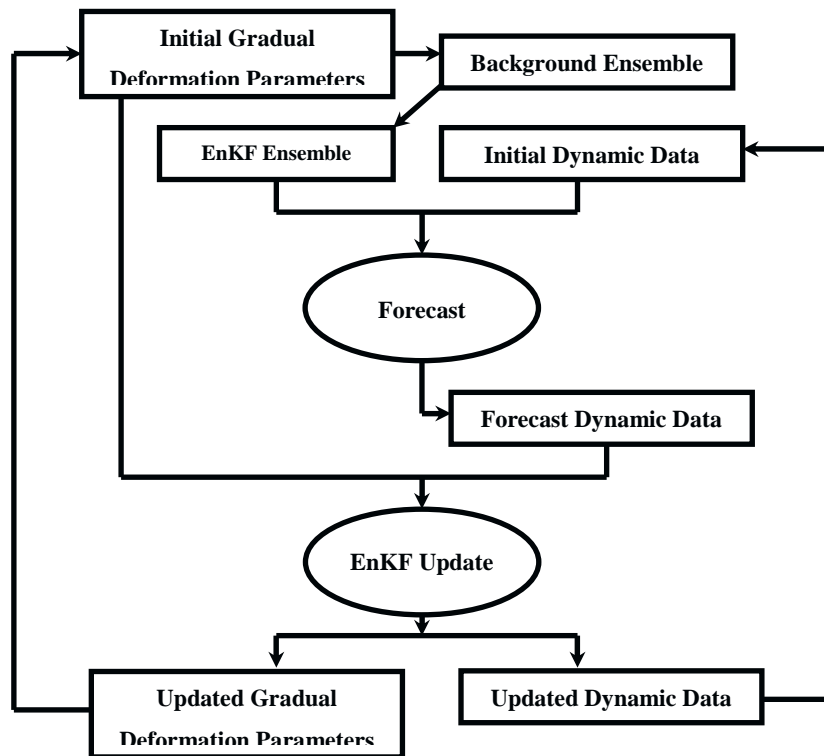 Initial Gradual
Deformation Parameters
Background Ensemble
EnKF Ensemble
Initial Dynamic Data
Forecast
Forecast Dynamic Data
EnKF Update
Updated Gradual
Deformation Parameters
Updated Dynamic Data